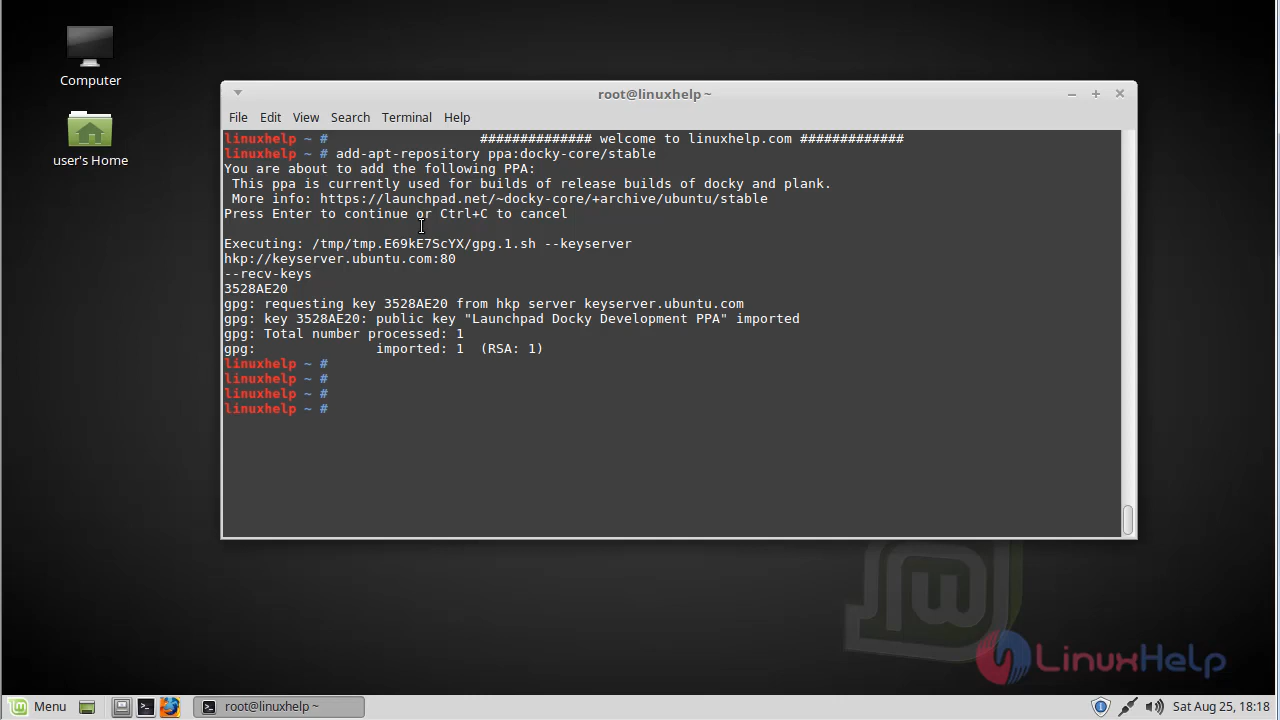 Computer
user's Home
root@linuxhelp ~
File Edit View Search Terminal Help
linuxhelp ~ # ############## welcome to linuxhelp.com #############
linuxhelp ~ # add-apt-repository ppa:docky-core/stable
You are about to add the following PPA:
 This ppa is currently used for builds of release builds of docky and plank.
 More info: https://launchpad.net/~docky-core/+archive/ubuntu/stable
Press Enter to continue or Ctrl+C to cancel
Executing: /tmp/tmp.E69kE7ScYX/gpg.1.sh --keyserver
hkp://keyserver.ubuntu.com:80
--recv-keys
3528AE20
gpg: requesting key 3528AE20 from hkp server keyserver.ubuntu.com
gpg: key 3528AE20: public key "Launchpad Docky Development PPA" imported
gpg: Total number processed: 1
gpg:               imported: 1  (RSA: 1)
linuxhelp ~ #
linuxhelp ~ #
linuxhelp ~ #
linuxhelp ~ #
LinuxHelp
Menu root@linuxhelp ~ Sat Aug 25, 18:18